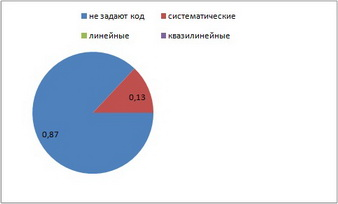 не задают код систематические
линейные квазилинейные
0,13
0,87